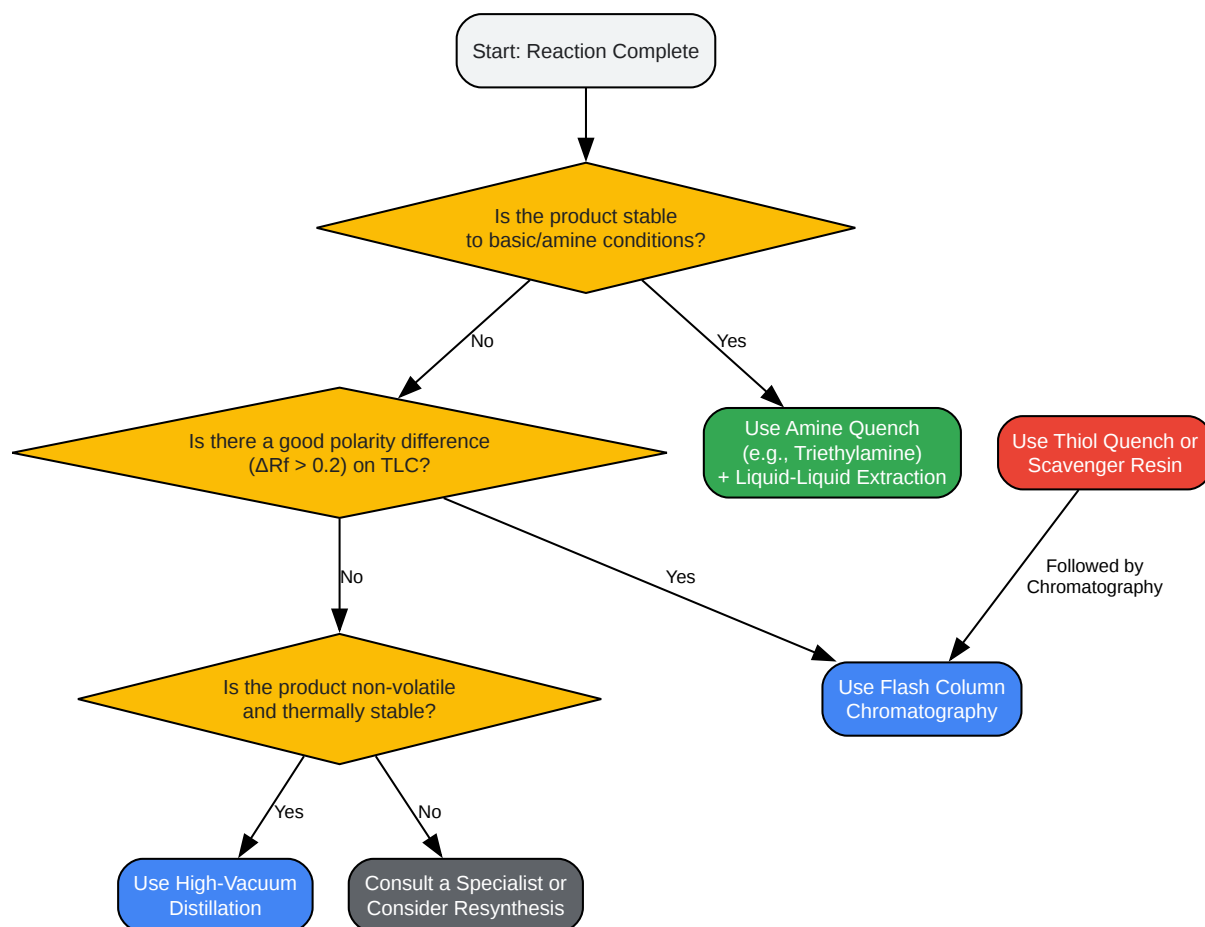 Start: Reaction Complete
Is the product stable
to basic/amine conditions?
No
Yes
Is there a good polarity difference
(ΔRf > 0.2) on TLC?
Use Amine Quench
(e.g., Triethylamine)
+ Liquid-Liquid Extraction
Use Thiol Quench or
Scavenger Resin
No
Yes
Followed by
Chromatography
Is the product non-volatile
and thermally stable?
Use Flash Column
Chromatography
Yes
No
Use High-Vacuum
Distillation
Consult a Specialist or
Consider Resynthesis